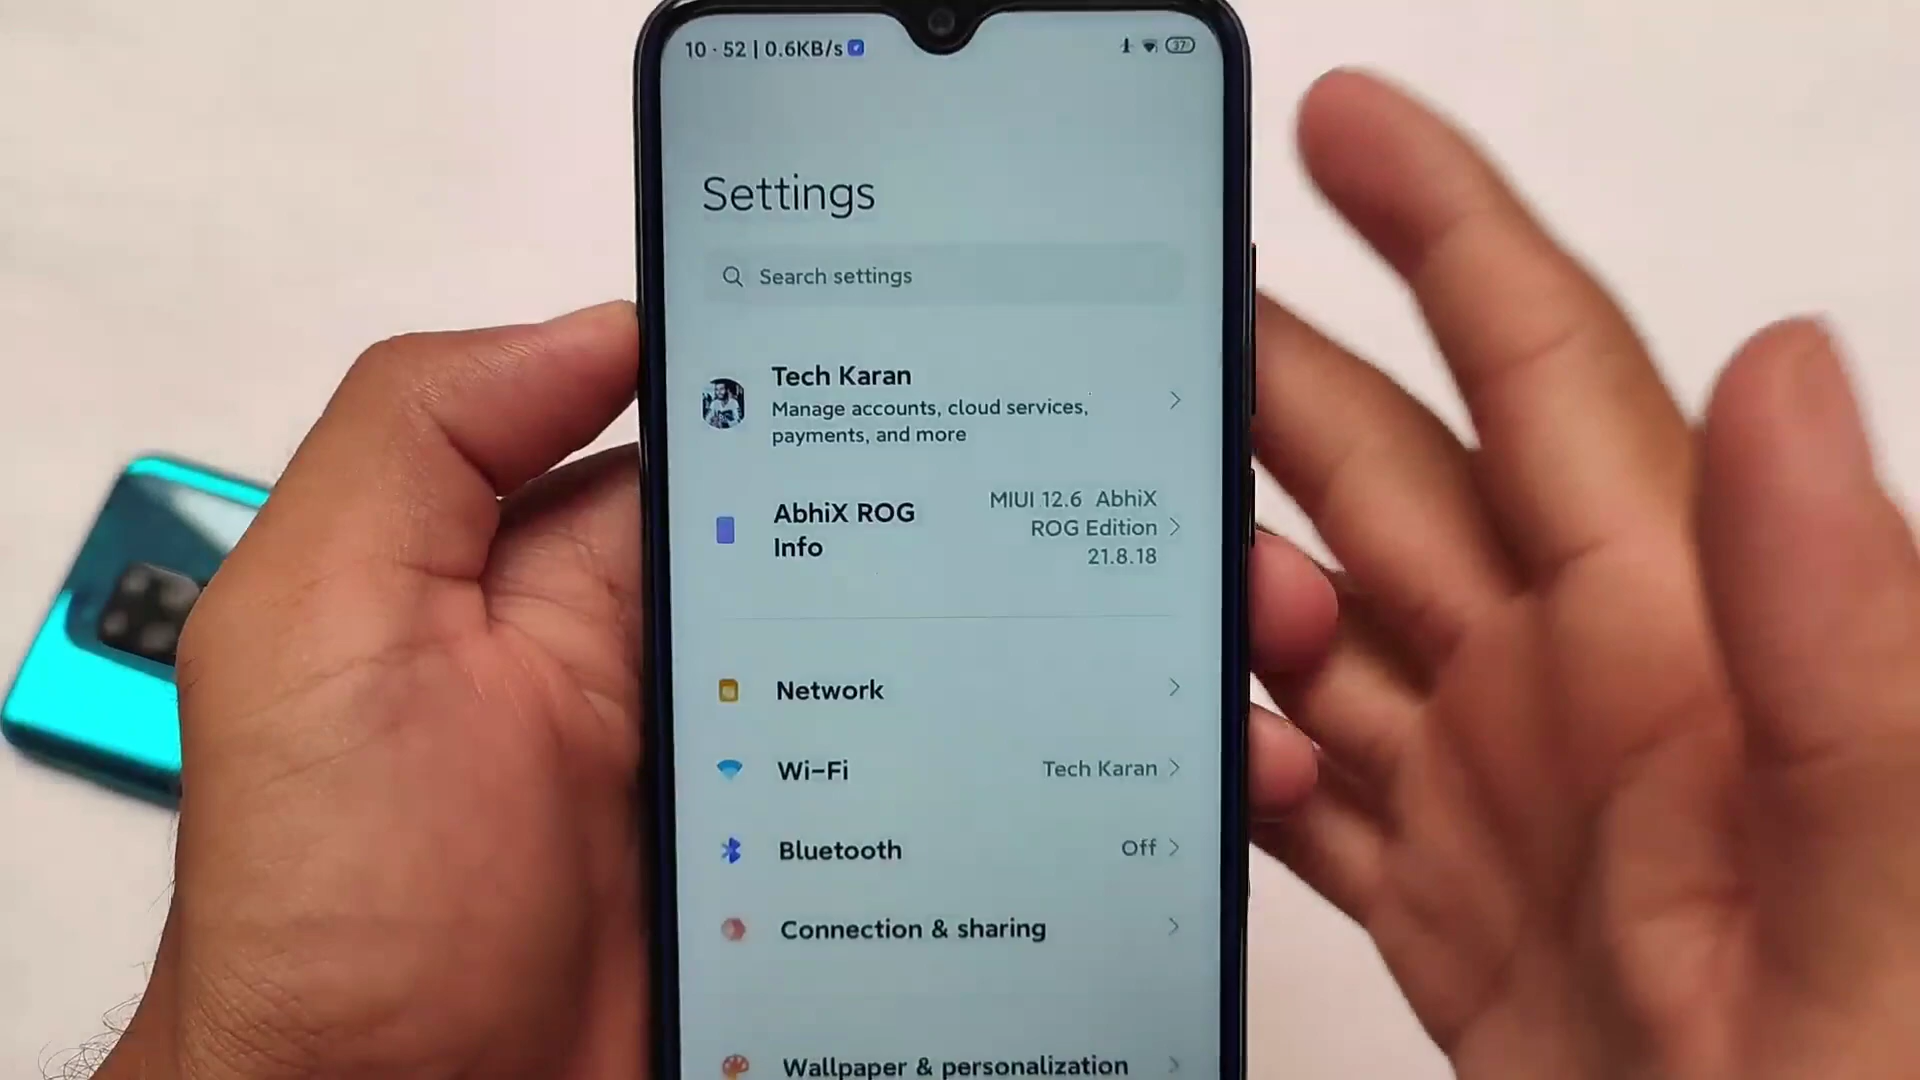 10 · 52 | 0.6KB/s
37
Settings
Search settings
Tech Karan
Manage accounts, cloud services,
payments, and more
AbhiX ROG
Info
MIUI 12.6 AbhiX
ROG Edition
21.8.18
Network
Wi-Fi
Tech Karan
Bluetooth
Off
Connection & sharing
Wallpaper & personalization